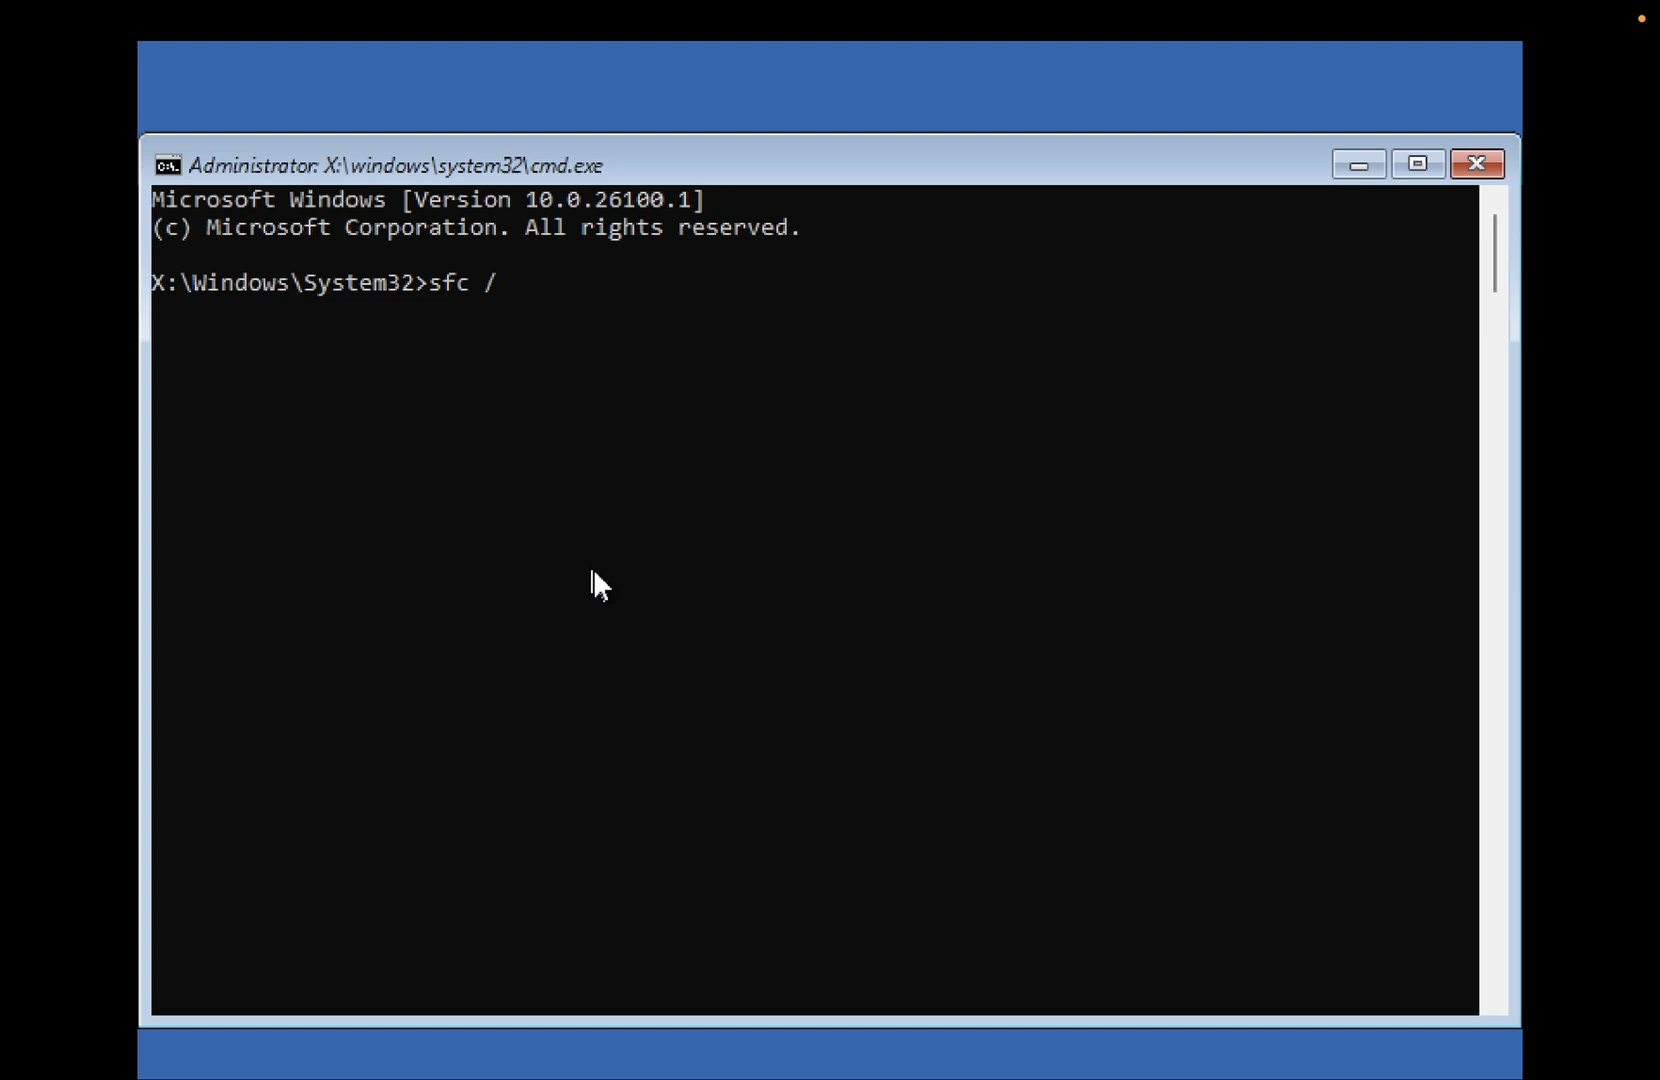 Administrator: X:\windows\system32\cmd.exe
Microsoft Windows [Version 10.0.26100.1]
(c) Microsoft Corporation. All rights reserved.
X:\Windows\System32>sfc /